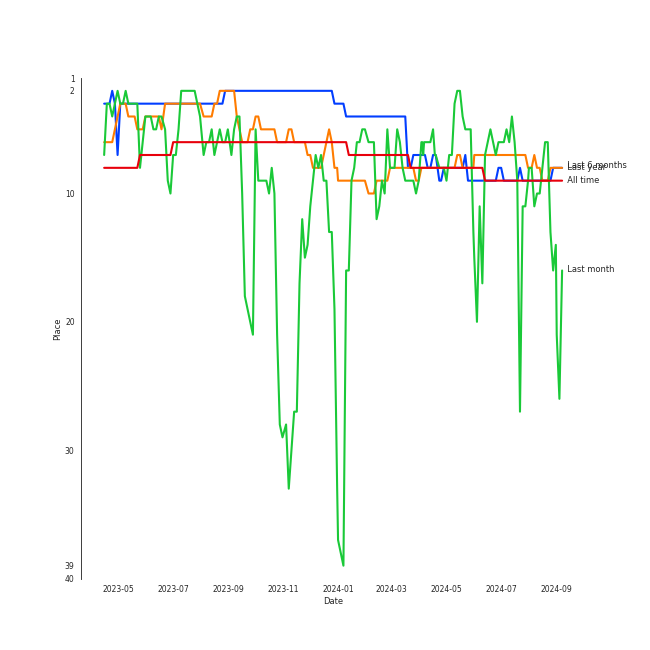 1
2
10
20
30
39
40
Place
2023-05
2023-07
2023-09
2023-11
2024-01
2024-03
2024-05
2024-07
2024-09
Date
Last 6 months
Last year
All time
Last month